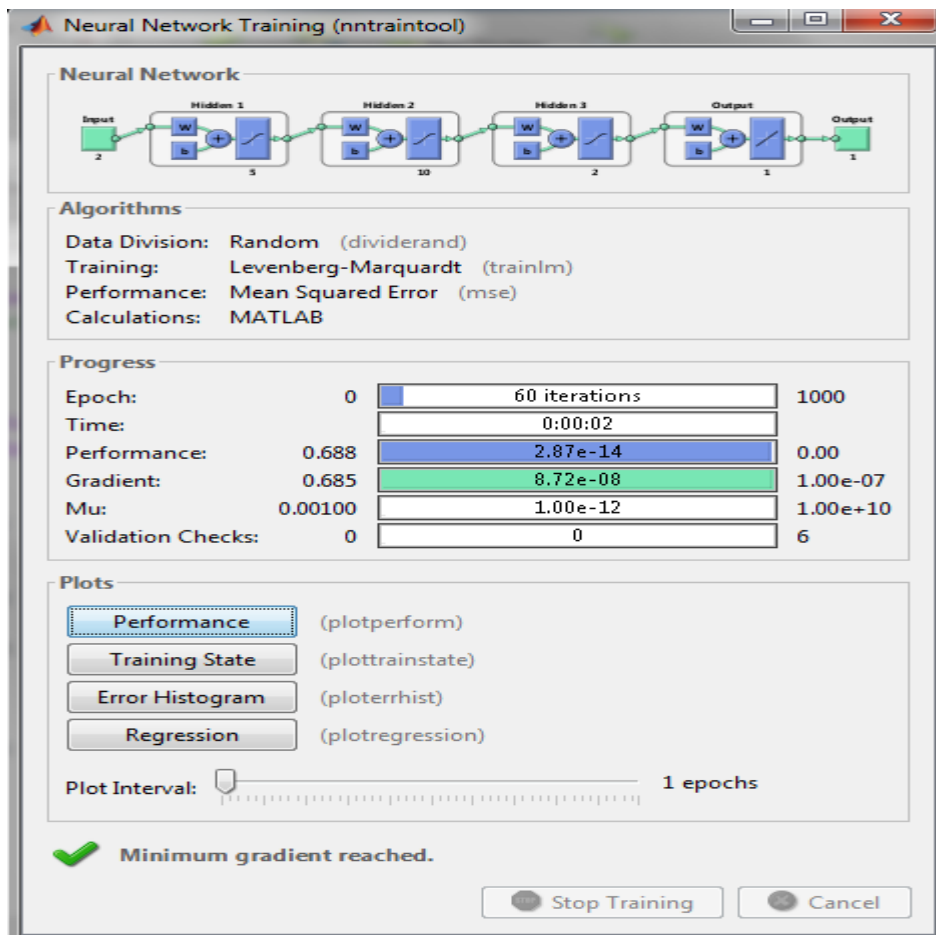 Neural Network Training (nntraintool)
Neural Network
Hidden 1 Hidden 2 Hidden 3 Output
Input Output
W W W W
b b b b
2 5 10 2 1 1
Algorithms
Data Division: Random (dividerand)
Training: Levenberg-Marquardt (trainlm)
Performance: Mean Squared Error (mse)
Calculations: MATLAB
Progress
Epoch: 0 60 iterations 1000
Time: 0:00:02
Performance: 0.688 2.87e-14 0.00
Gradient: 0.685 8.72e-08 1.00e-07
Mu: 0.00100 1.00e-12 1.00e+10
Validation Checks: 0 0 6
Plots
Performance (plotperform)
Training State (plottrainstate)
Error Histogram (ploterrhist)
Regression (plotregression)
Plot Interval: 1 epochs
Minimum gradient reached.
Stop Training Cancel